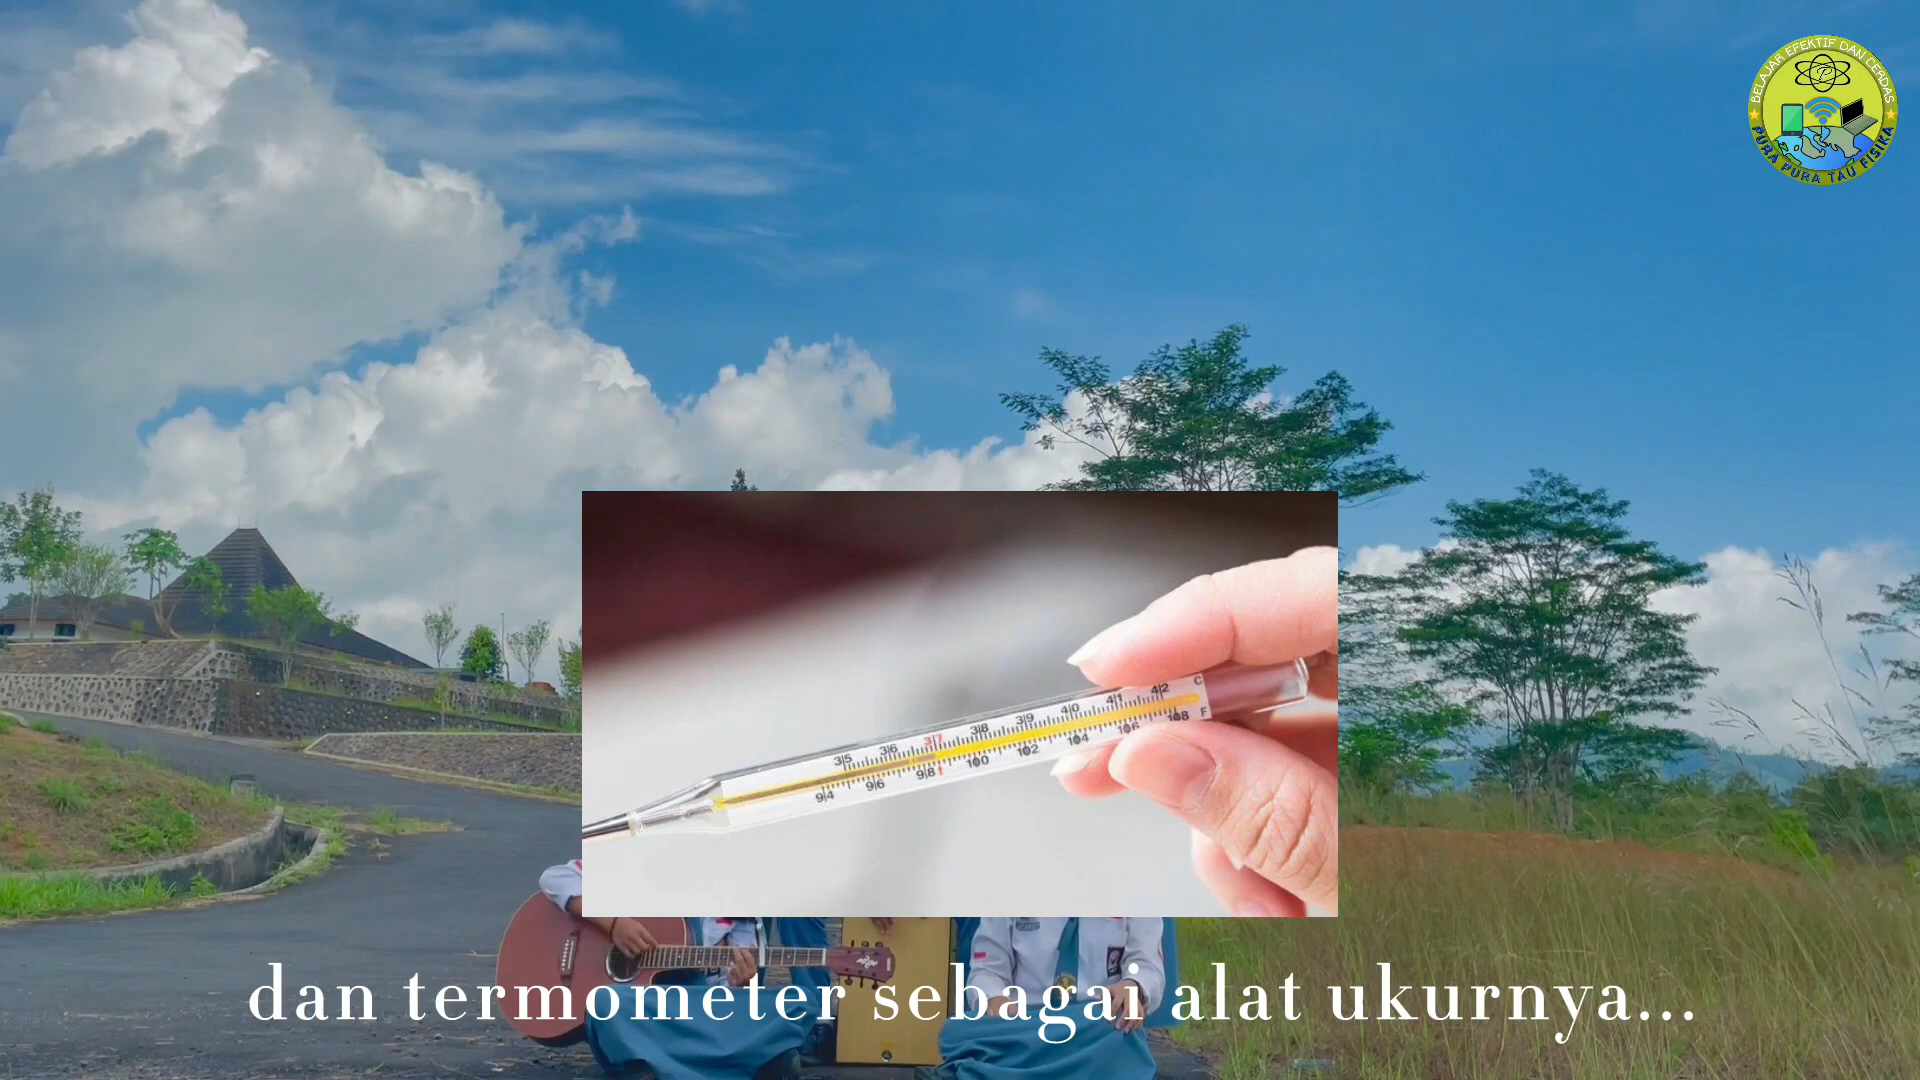 BELAJAR EFEKTIF DAN CERDAS
PURA PURA TAU FISIKA
35 36 37 38 39 40 41 42 C
94 96 98 100 102 104 106 108 F
dan termometer sebagai alat ukurnya...